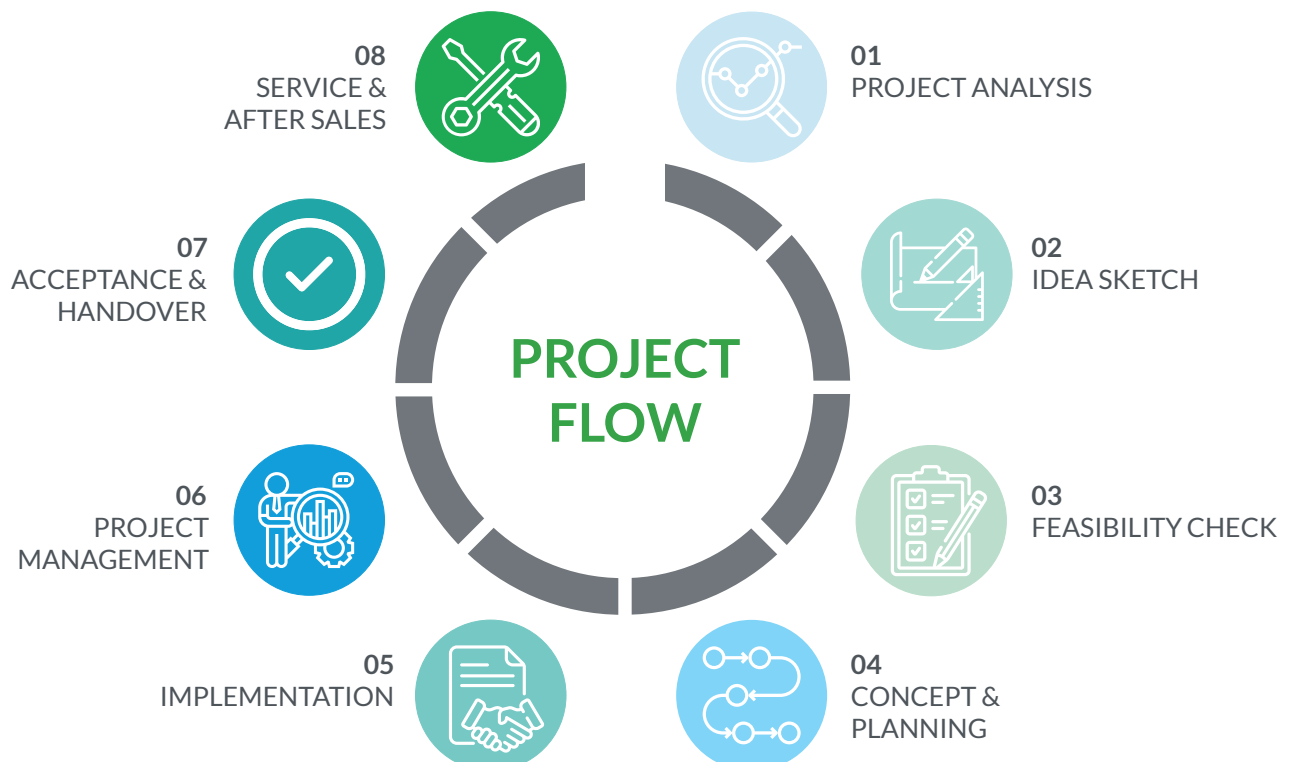 PROJECT
FLOW
01
PROJECT ANALYSIS
02
IDEA SKETCH
03
FEASIBILITY CHECK
04
CONCEPT &
PLANNING
05
IMPLEMENTATION
06
PROJECT
MANAGEMENT
07
ACCEPTANCE &
HANDOVER
08
SERVICE &
AFTER SALES